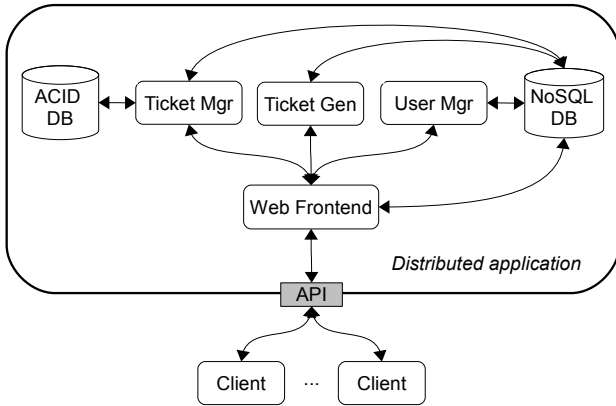 ACID
DB
Ticket Mgr
Ticket Gen
User Mgr
NoSQL
DB
Web Frontend
Distributed application
API
Client
...
Client